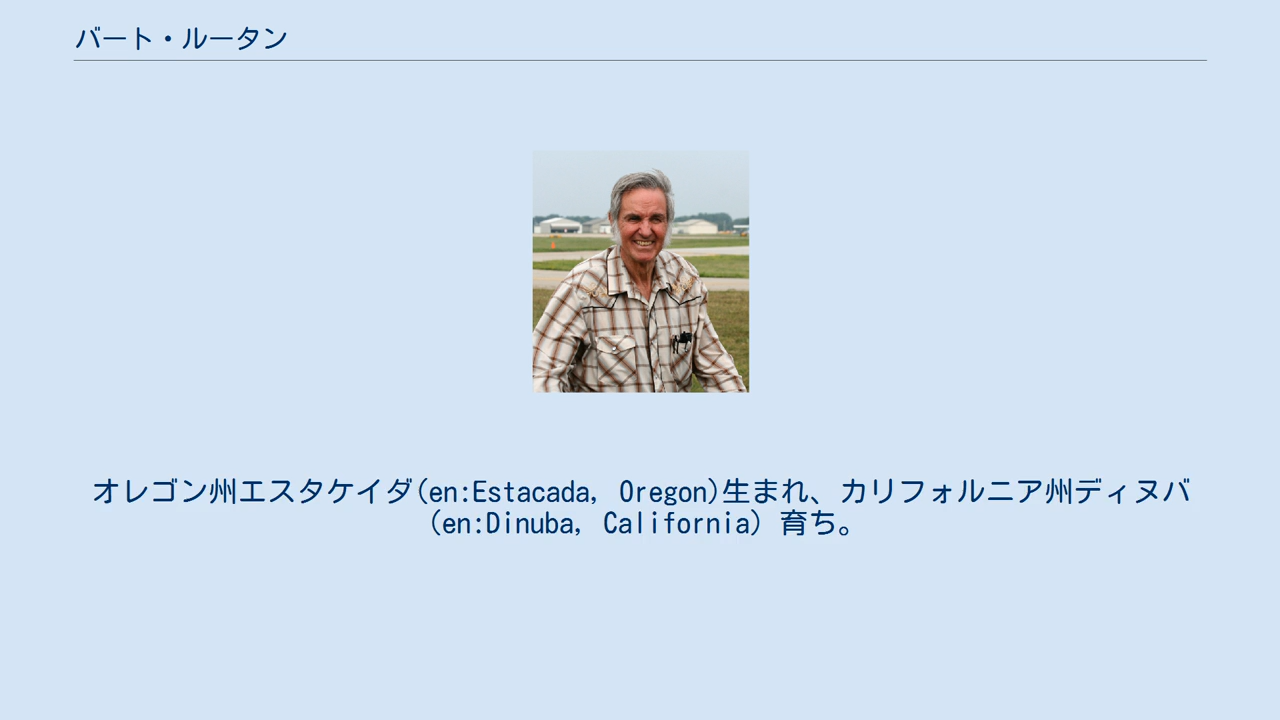 バート・ルータン
オレゴン州エスタケイダ(en:Estacada, Oregon)生まれ、カリフォルニア州ディヌバ
(en:Dinuba, California) 育ち。